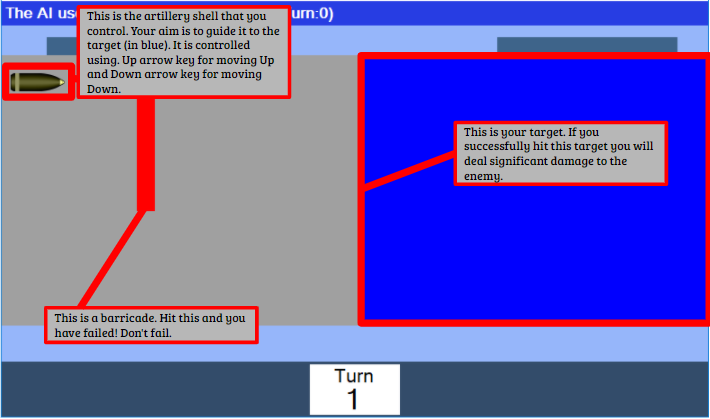 The AI us urn:0)
This is the artillery shell that you
control. Your aim is to guide it to the
target (in blue). It is controlled
using. Up arrow key for moving Up
and Down arrow key for moving
Down.
This is your target. If you
successfully hit this target you will
deal significant damage to the
enemy.
This is a barricade. Hit this and you
have failed! Don't fail.
Turn
1